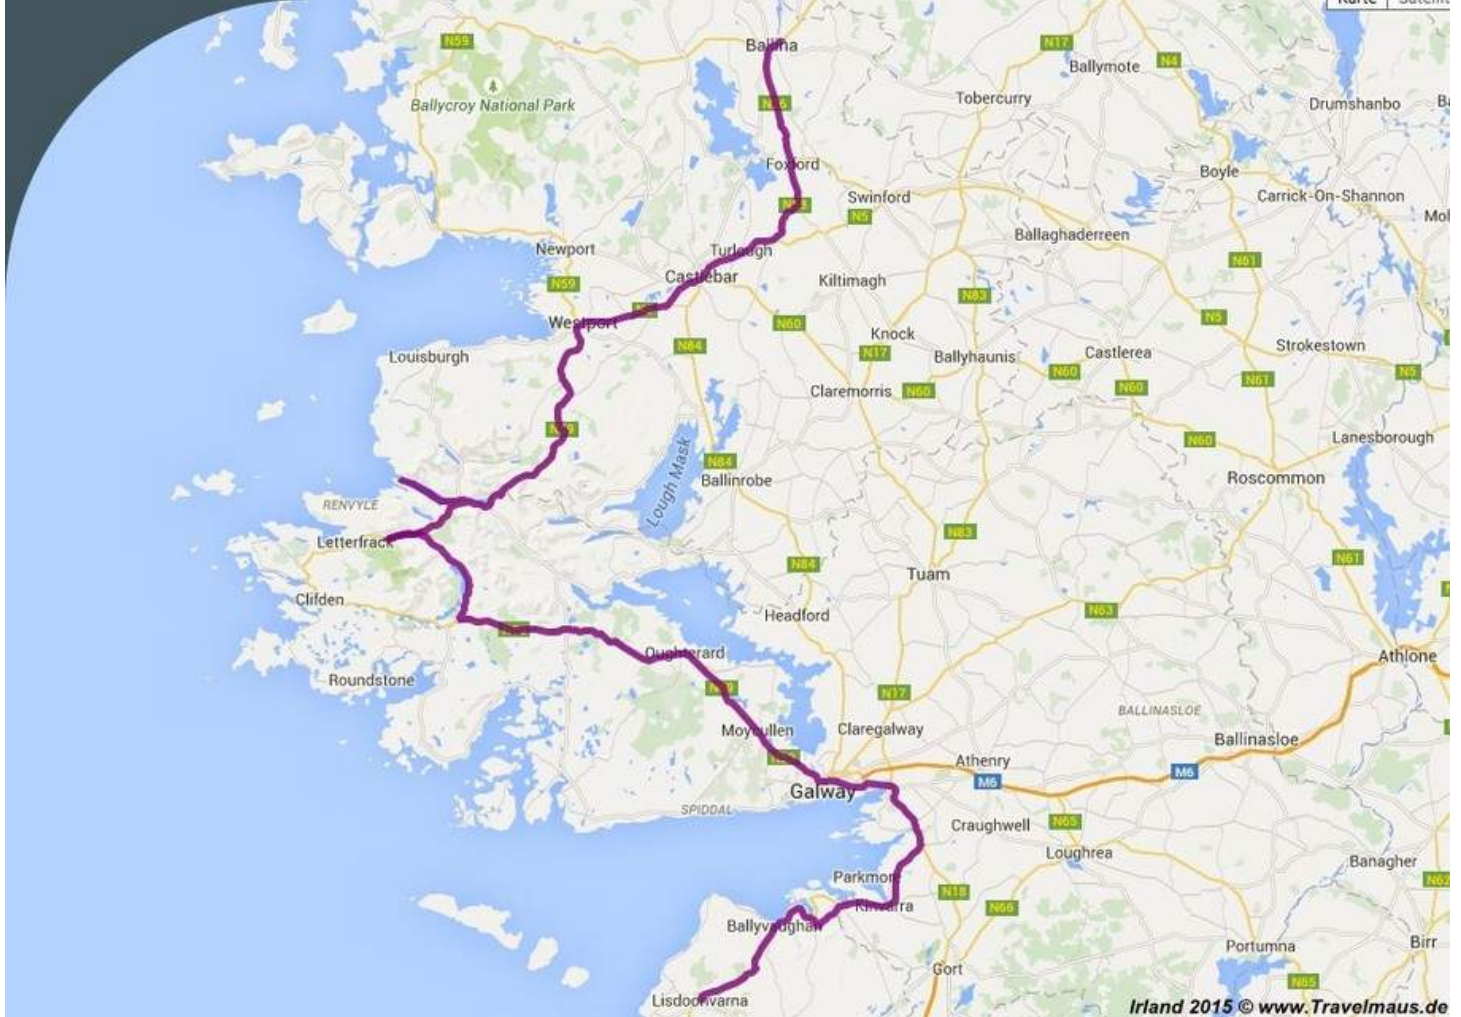 Karte
Ballina
N59
N17
N4
Ballymote
Ballycroy National Park
Tobercurry
Drumshanbo
Foxford
Boyle
Swinford
Carrick-On-Shannon
N5
Newport
Turlough
Ballaghaderreen
N61
Castlebar
Kiltimagh
N59
N83
Westport
N60
N5
Knock
N84
N17
Louisburgh
Ballyhaunis
Castlerea
Strokestown
N60
N60
N61
N5
Claremorris
N60
N60
Lanesborough
Lough Mask
N84
Ballinrobe
Roscommon
RENVYLE
N83
Letterfrack
N84
N61
Tuam
Clifden
Headford
N63
Oughterard
Athlone
Roundstone
N17
BALLINASLOE
Moycullen
Claregalway
Ballinasloe
Athenry
M6
M6
Galway
SPIDDAL
Craughwell
N65
Loughrea
Banagher
Parkmore
N18
N66
N62
Kinvarra
Ballyvaughan
Portumna
Birr
Gort
N65
Lisdoonvarna
Irland 2015 © www.Travelmaus.de